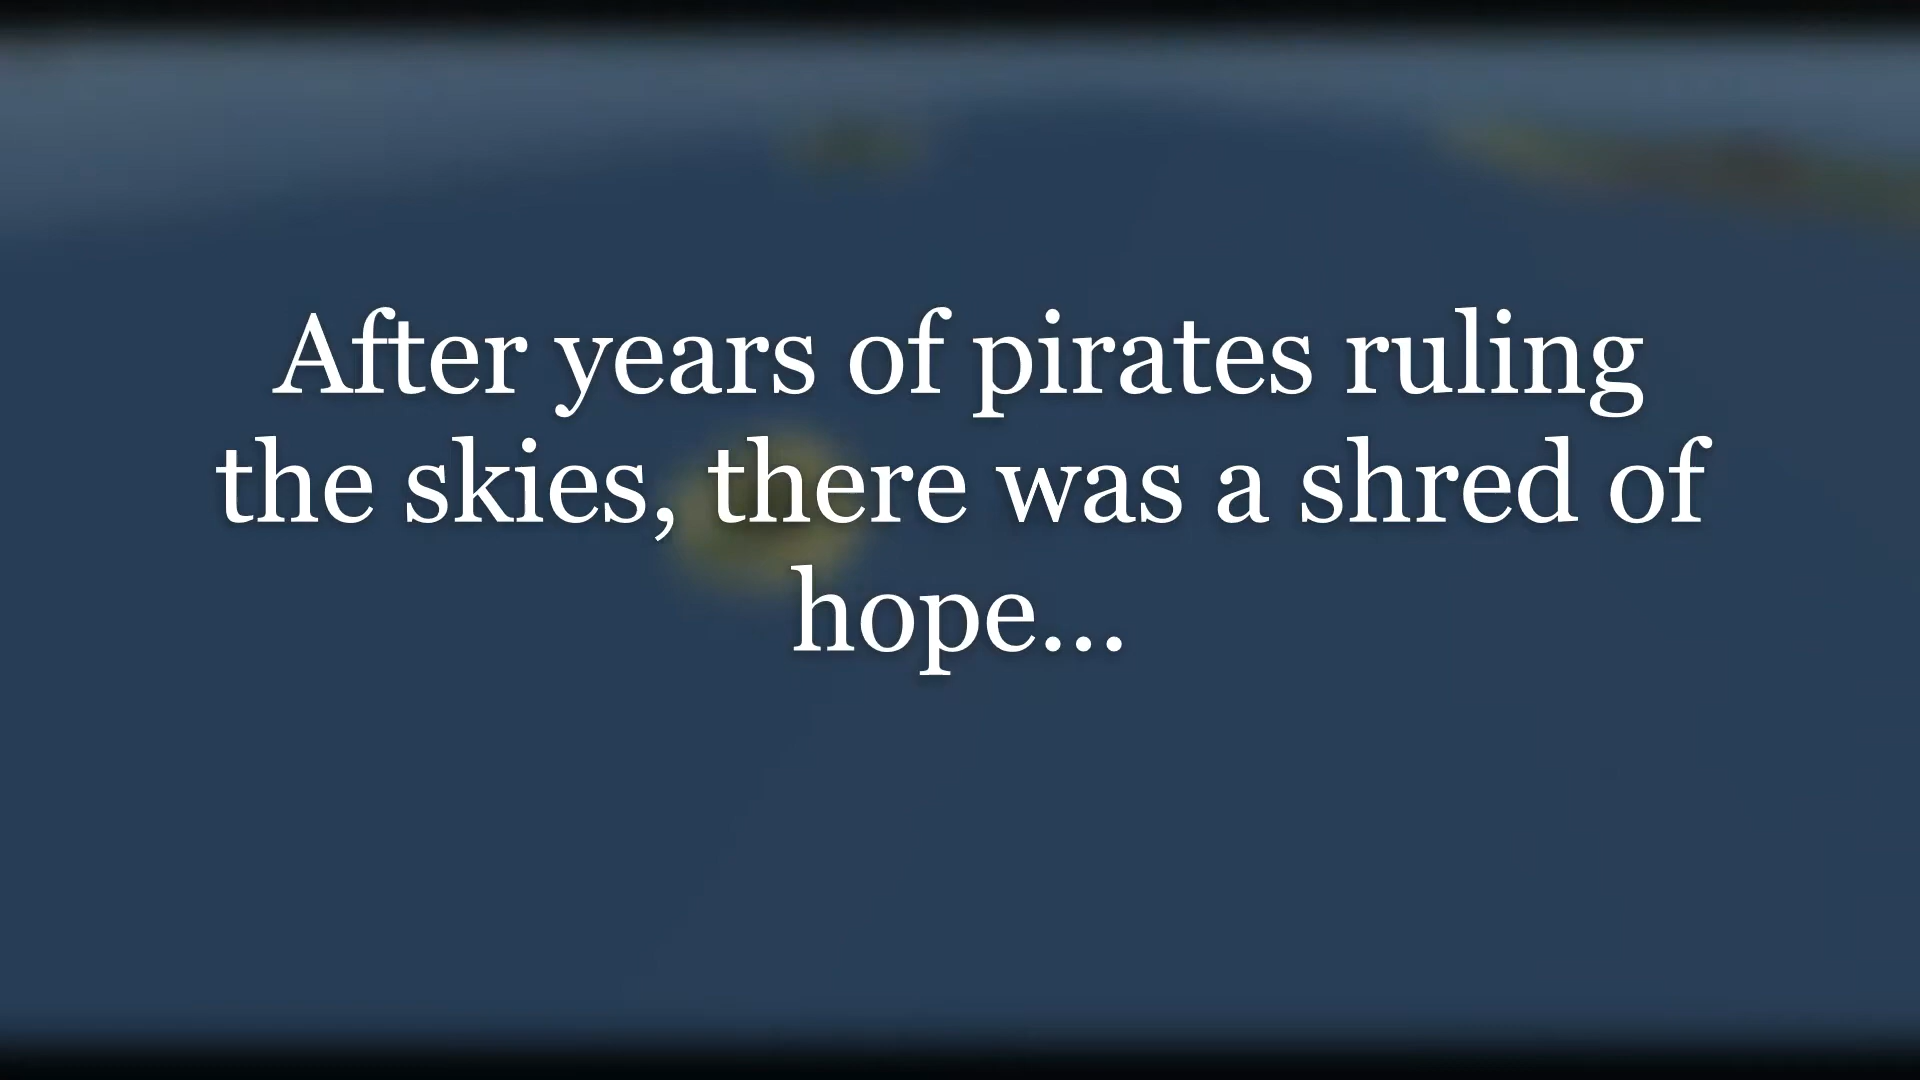 After years of pirates ruling
the skies, there was a shred of
hope...